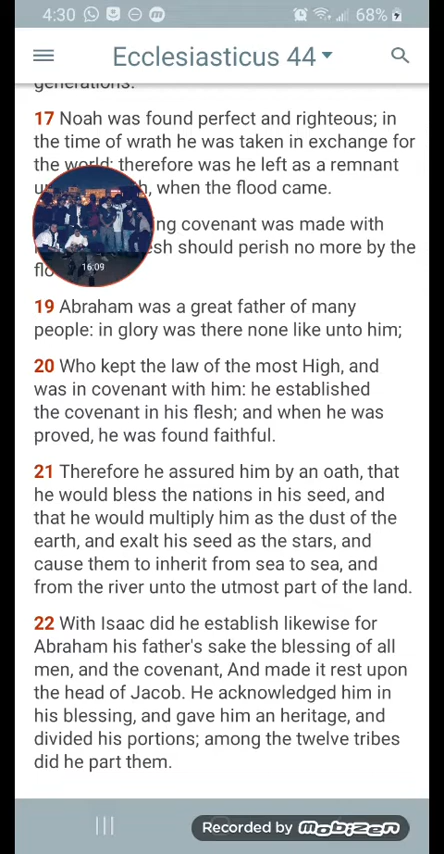 4:30
68%
Ecclesiasticus 44
generations.
17 Noah was found perfect and righteous; in
the time of wrath he was taken in exchange for
the world; therefore was he left as a remnant
when the flood came.
covenant was made with
should perish no more by the
16:09
19 Abraham was a great father of many
people: in glory was there none like unto him;
20 Who kept the law of the most High, and
was in covenant with him: he established
the covenant in his flesh; and when he was
proved, he was found faithful.
21 Therefore he assured him by an oath, that
he would bless the nations in his seed, and
that he would multiply him as the dust of the
earth, and exalt his seed as the stars, and
cause them to inherit from sea to sea, and
from the river unto the utmost part of the land.
22 With Isaac did he establish likewise for
Abraham his father's sake the blessing of all
men, and the covenant, And made it rest upon
the head of Jacob. He acknowledged him in
his blessing, and gave him an heritage, and
divided his portions; among the twelve tribes
did he part them.
Recorded by Mobizen